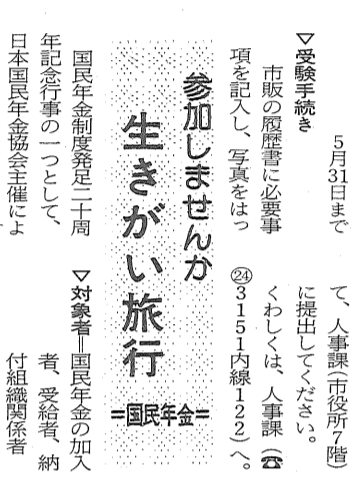 5月31日まで
▽受験手続き
市販の履歴書に必要事
項を記入し、写真をはっ
て、人事課(市役所7階)
に提出してください。
くわしくは、人事課(☎
㉔3151内線122)へ。
参加しませんか
生きがい旅行
=国民年金=
国民年金制度発足二十周
年記念行事の一つとして、
日本国民年金協会主催によ
▽対象者=国民年金の加入
者、受給者、納
付組織関係者